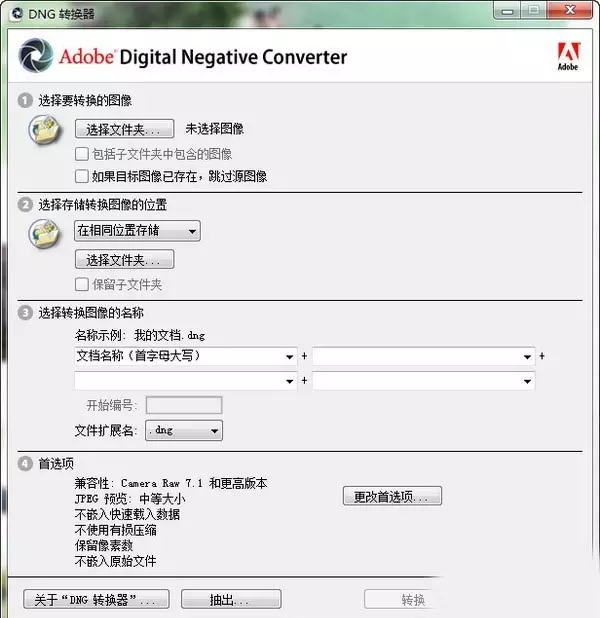 DNG 转换器
Adobe® Digital Negative Converter
Adobe
1 选择要转换的图像
选择文件夹... 未选择图像
包括子文件夹中包含的图像
如果目标图像已存在，跳过源图像
2 选择存储转换图像的位置
在相同位置存储
选择文件夹...
保留子文件夹
3 选择转换图像的名称
名称示例: 我的文档.dng
文档名称（首字母大写） + +
+
开始编号:
文件扩展名: .dng
4 首选项
兼容性: Camera Raw 7.1 和更高版本
JPEG 预览: 中等大小
更改首选项...
不嵌入快速载入数据
不使用有损压缩
保留像素数
不嵌入原始文件
关于“DNG 转换器”... 抽出... 转换